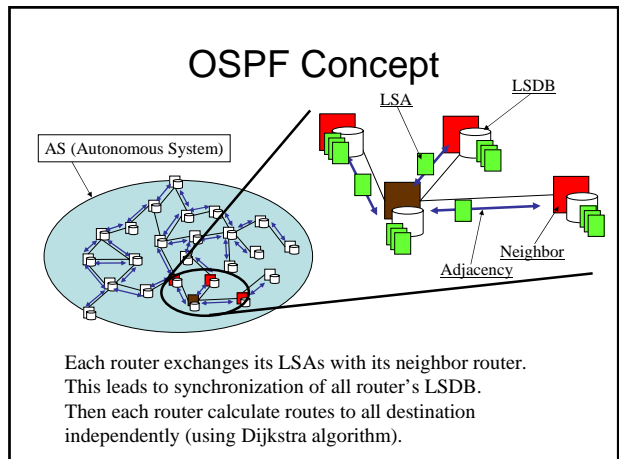 OSPF Concept
LSA
LSDB
AS (Autonomous System)
Neighbor
Adjacency
Each router exchanges its LSAs with its neighbor router.
This leads to synchronization of all router's LSDB.
Then each router calculate routes to all destination
independently (using Dijkstra algorithm).